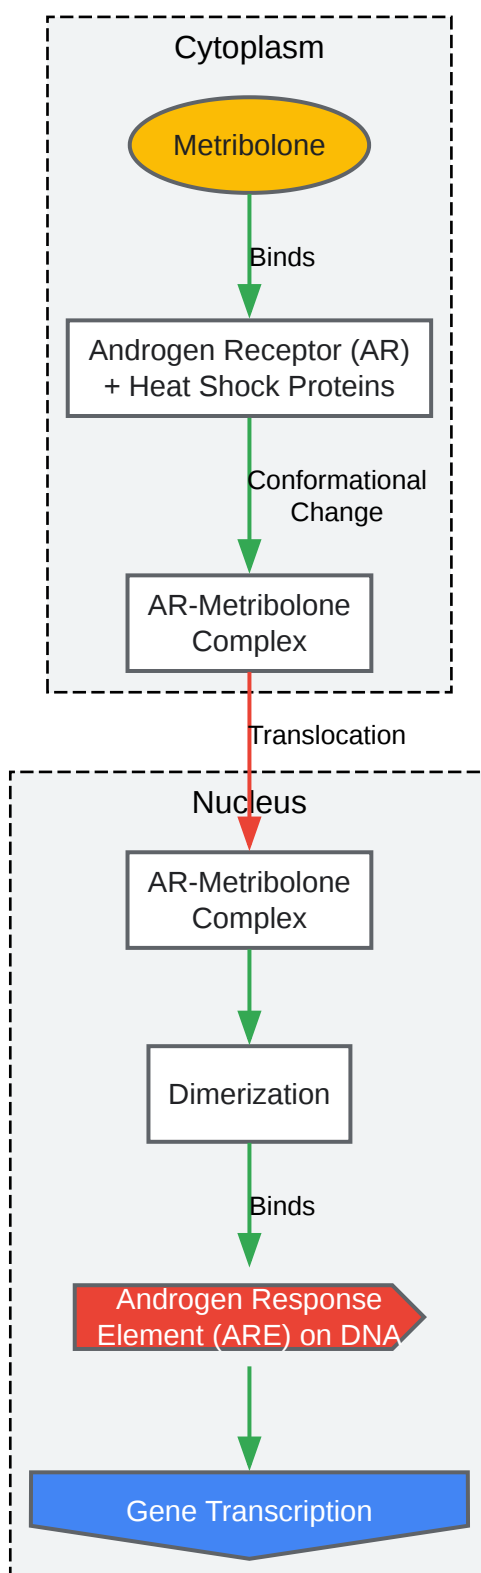 Cytoplasm
Metribolone
Binds
Androgen Receptor (AR)
+ Heat Shock Proteins
Conformational
Change
AR-Metribolone
Complex
Translocation
Nucleus
AR-Metribolone
Complex
Dimerization
Binds
Androgen Response
Element (ARE) on DNA
Gene Transcription